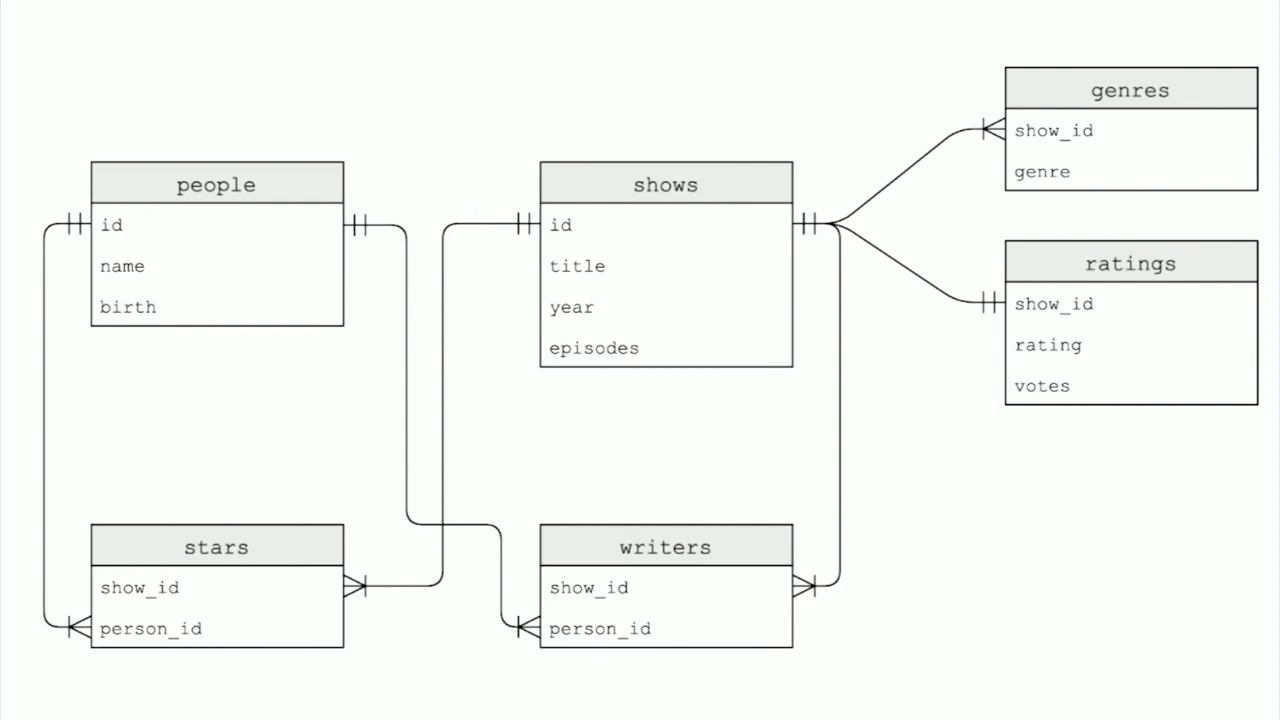 people
id
name
birth
shows
id
title
year
episodes
genres
show_id
genre
ratings
show_id
rating
votes
stars
show_id
person_id
writers
show_id
person_id